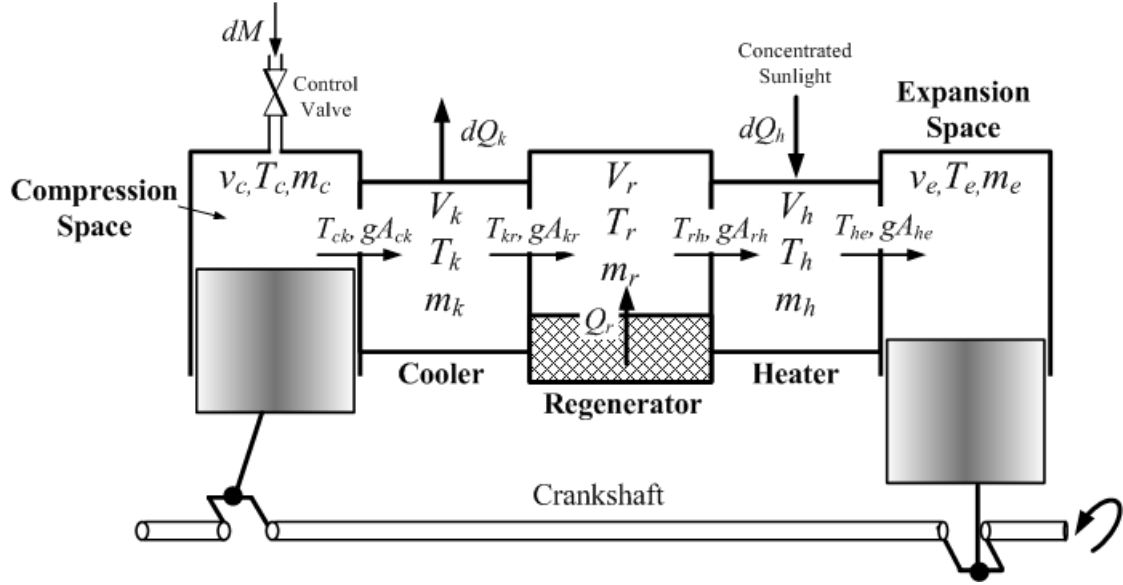 dM
Control
Valve
dQk
Concentrated
Sunlight
dQh
Expansion
Space
Compression
Space
vc,Tc,mc
Vk
Tk
mk
Vr
Tr
mr
Vh
Th
mh
ve,Te,me
Tck, gAck
Tkr, gAkr
Trh, gArh
The, gAhe
Qr
Cooler
Regenerator
Heater
Crankshaft